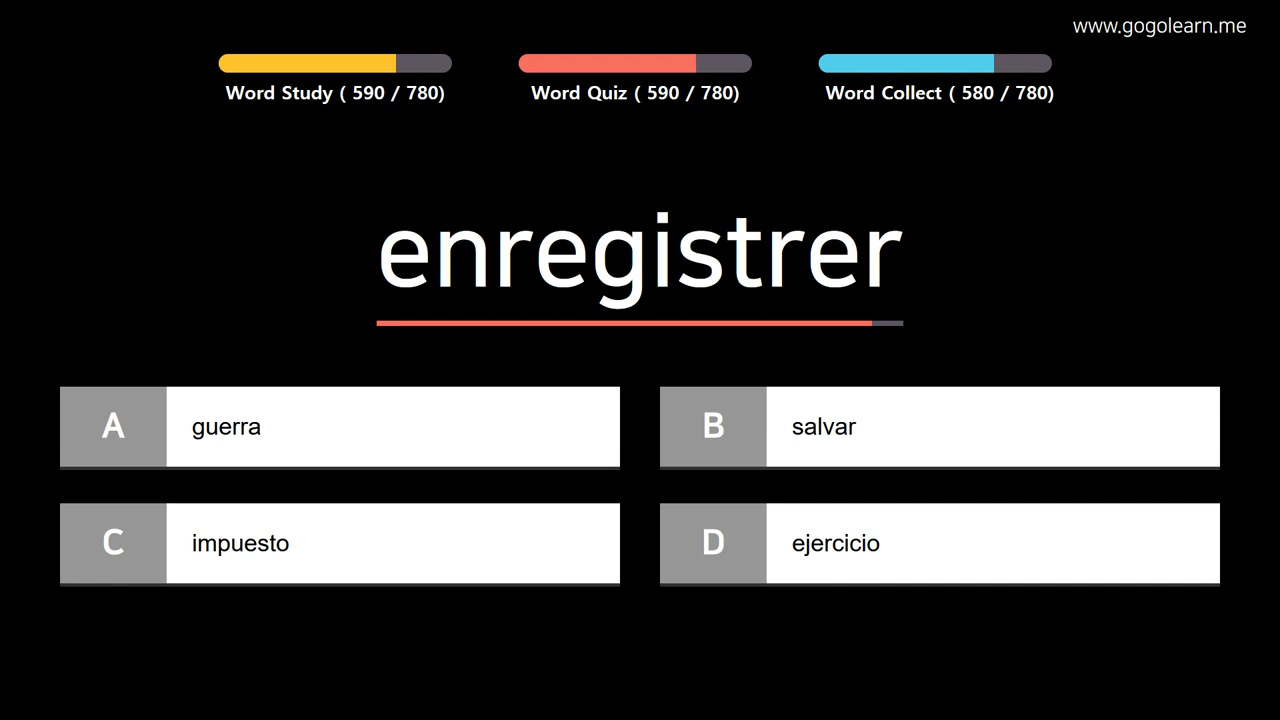 www.gogolearn.me
Word Study ( 590 / 780)
Word Quiz ( 590 / 780)
Word Collect ( 580 / 780)
enregistrer
A guerra
B salvar
C impuesto
D ejercicio